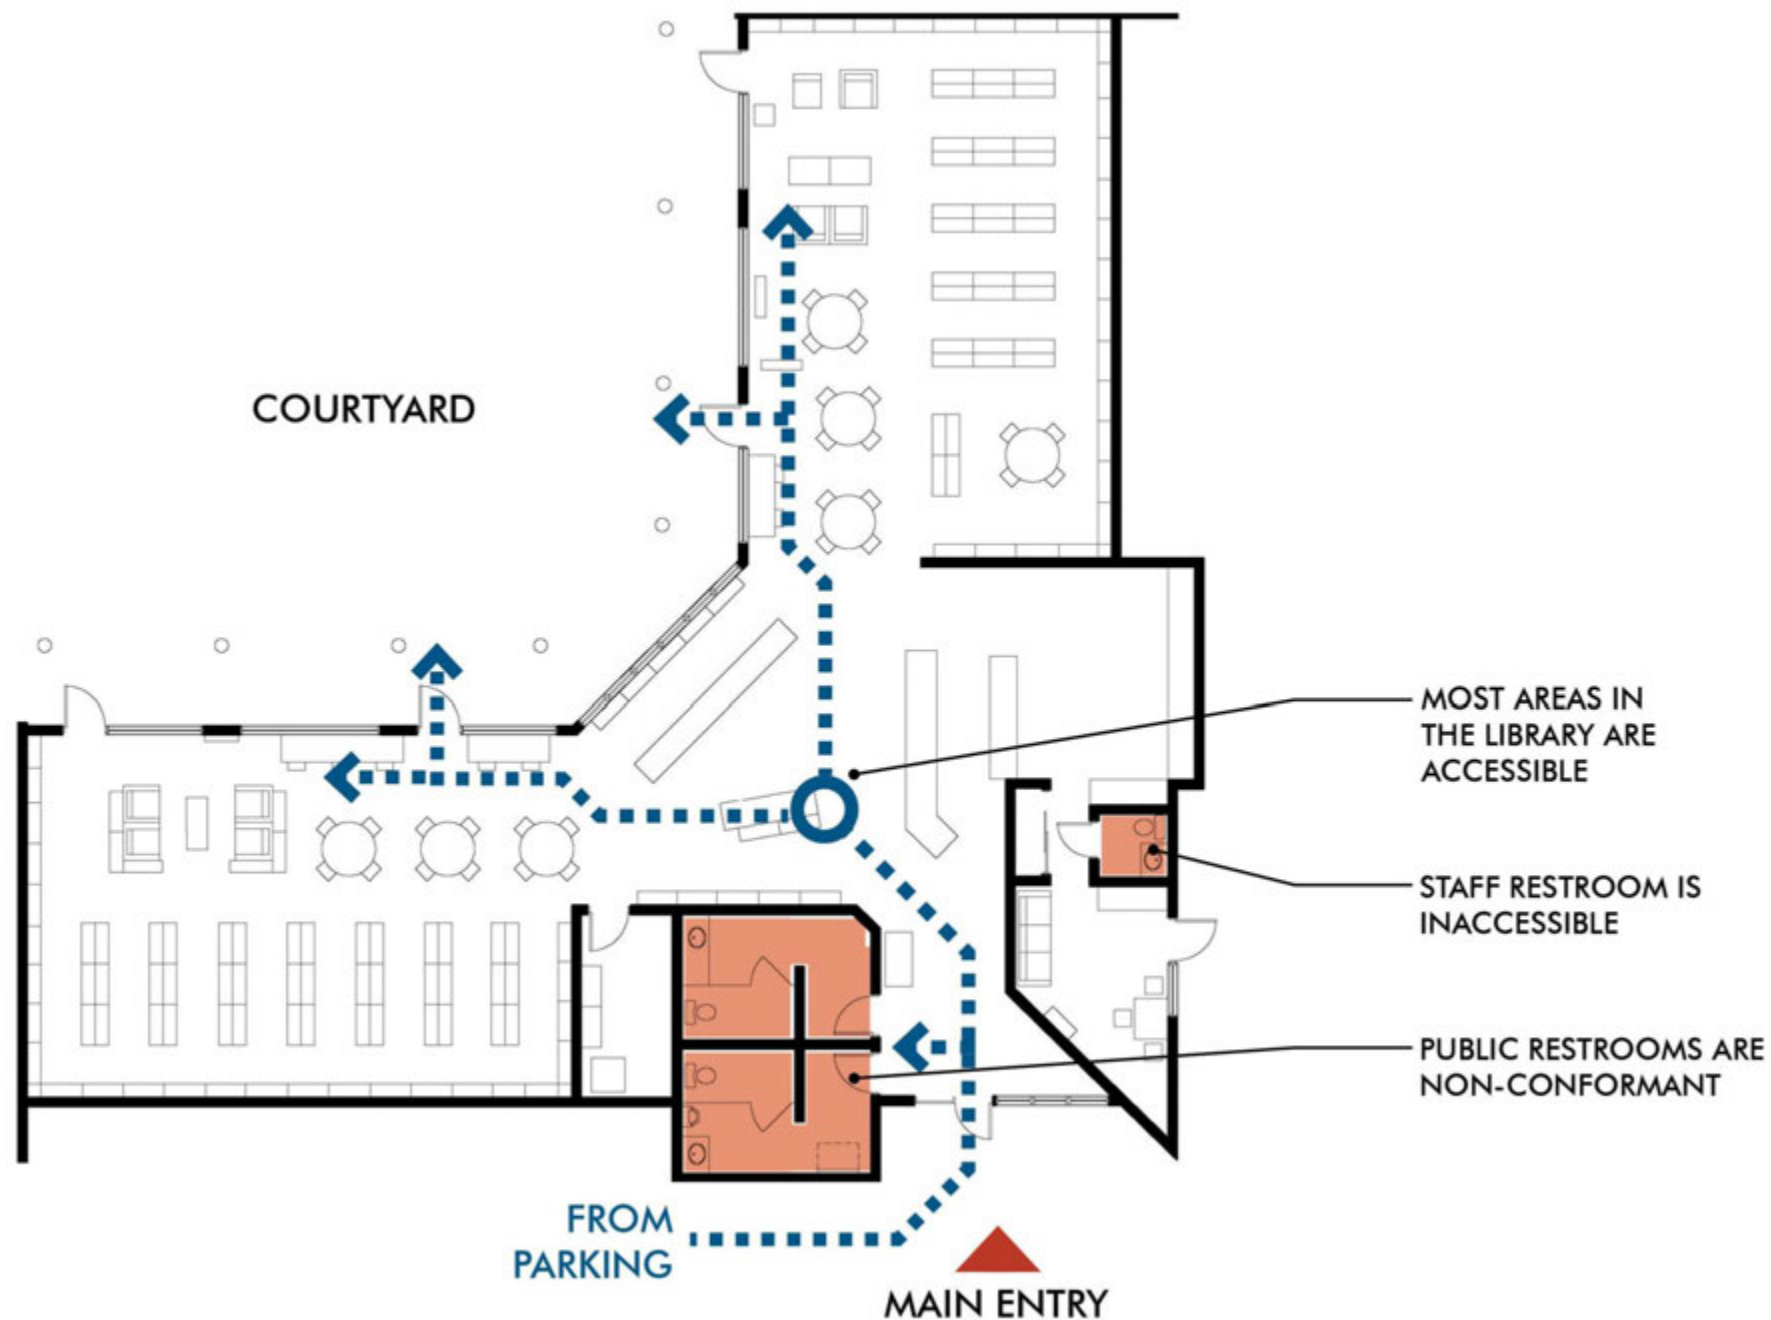 COURTYARD
MOST AREAS IN
THE LIBRARY ARE
ACCESSIBLE
STAFF RESTROOM IS
INACCESSIBLE
PUBLIC RESTROOMS ARE
NON-CONFORMANT
FROM
PARKING
MAIN ENTRY